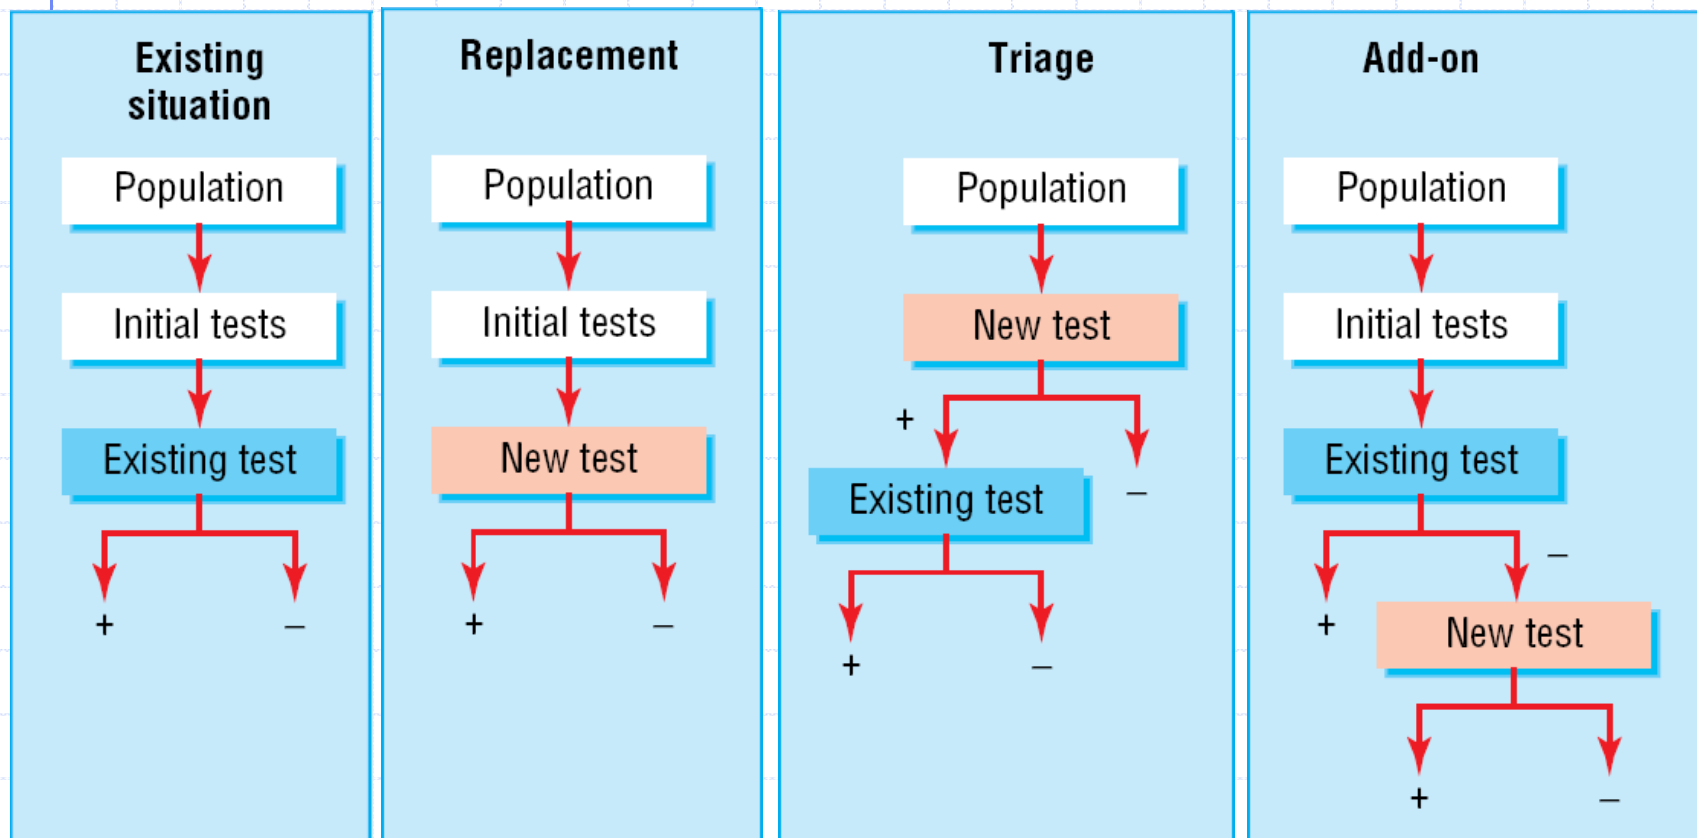 Existing
situation
Population
Initial tests
Existing test
+
–
Replacement
Population
Initial tests
New test
+
–
Triage
Population
New test
+
–
Existing test
+
–
Add-on
Population
Initial tests
Existing test
–
+
New test
+
–